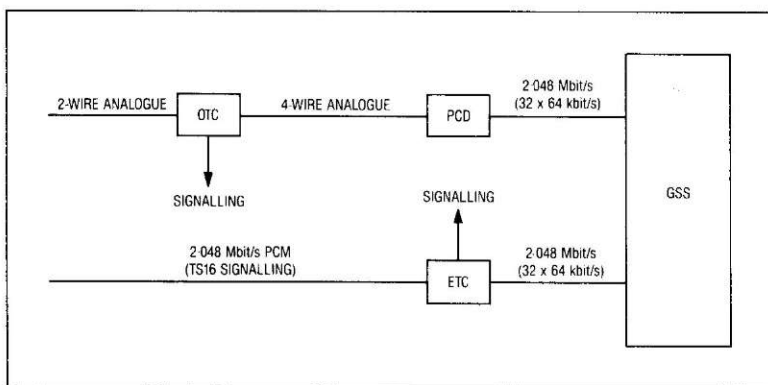 2-WIRE ANALOGUE
OTC
4-WIRE ANALOGUE
PCD
2·048 Mbit/s
(32 x 64 kbit/s)
GSS
SIGNALLING
SIGNALLING
2·048 Mbit/s PCM
(TS16 SIGNALLING)
ETC
2·048 Mbit/s
(32 x 64 kbit/s)